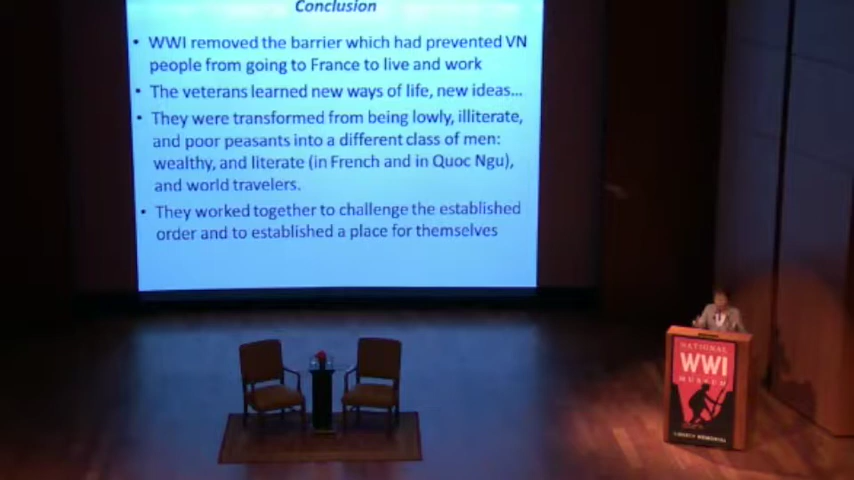 Conclusion
• WWI removed the barrier which had prevented VN
people from going to France to live and work
• The veterans learned new ways of life, new ideas...
• They were transformed from being lowly, illiterate,
and poor peasants into a different class of men:
wealthy, and literate (in French and in Quoc Ngu),
and world travelers.
• They worked together to challenge the established
order and to established a place for themselves
NATIONAL
WWI
MUSEUM
LIBERTY MEMORIAL